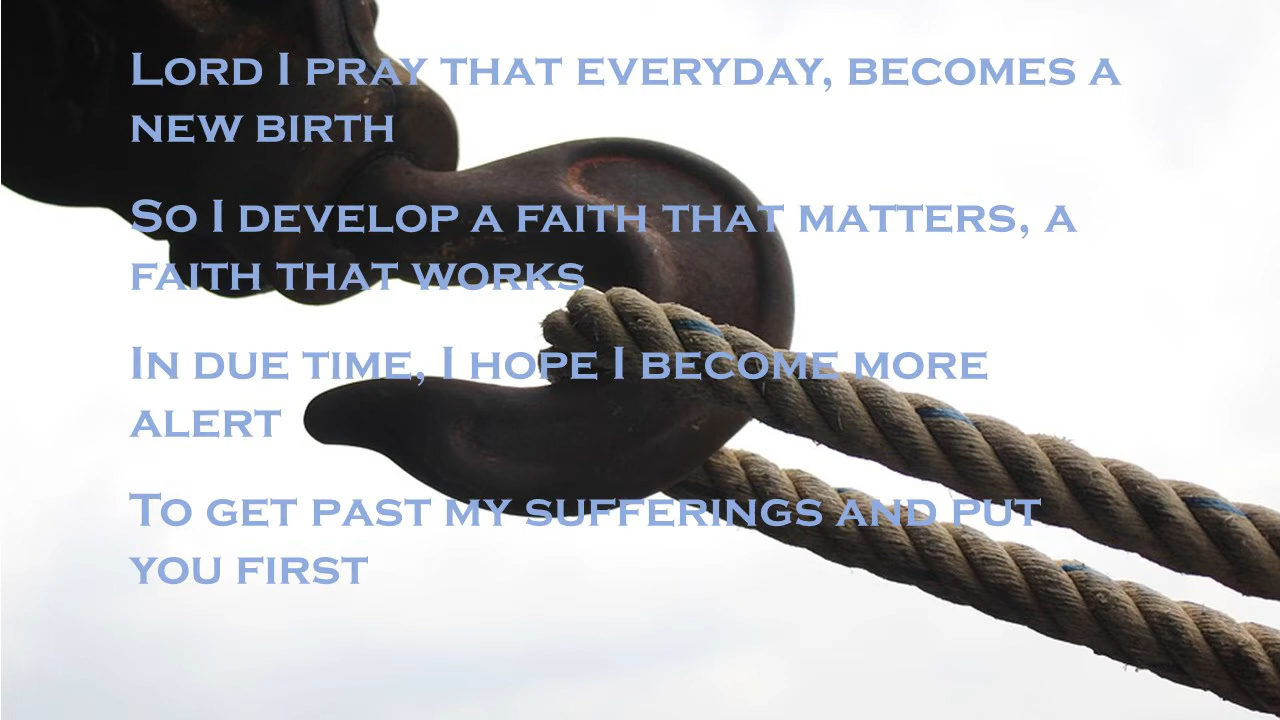 Lord I pray that everyday, becomes a
new birth
So I develop a faith that matters, a
faith that works
In due time, I hope I become more
alert
To get past my sufferings and put
you first